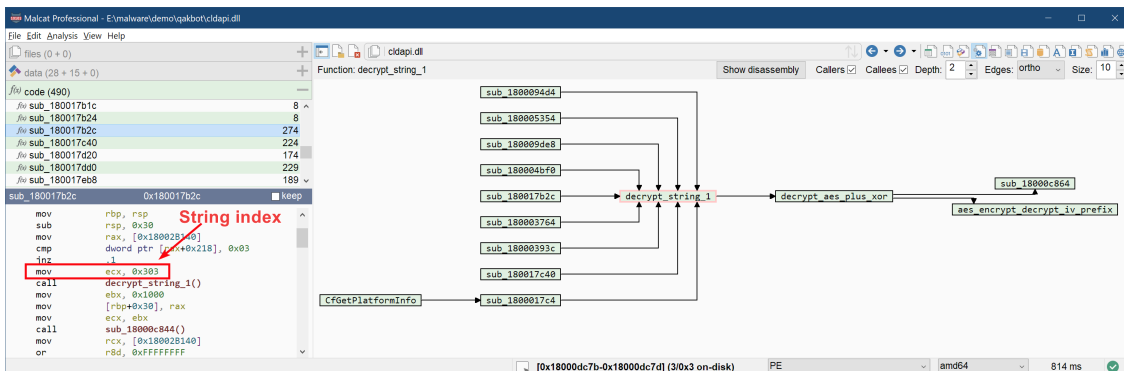 Malcat Professional - E:\malware\demo\qakbot\cldapi.dll
File Edit Analysis View Help
files (0 + 0)
cldapi.dll
data (28 + 15 + 0)
Function: decrypt_string_1
Show disassembly
Callers
Callees
Depth: 2
Edges: ortho
Size: 10
f(x) code (490)
f(x) sub_180017b1c 8
f(x) sub_180017b24 8
f(x) sub_180017b2c 274
f(x) sub_180017c40 224
f(x) sub_180017d20 174
f(x) sub_180017dd0 229
f(x) sub_180017eb8 189
sub_180017b2c 0x180017b2c keep
mov rbp, rsp
sub rsp, 0x30
mov rax, [0x18002B140]
cmp dword ptr [rax+0x218], 0x03
jnz .1
mov ecx, 0x303
call decrypt_string_1()
mov ebx, 0x1000
mov [rbp+0x30], rax
mov ecx, ebx
call sub_18000c844()
mov rcx, [0x18002B140]
or r8d, 0xFFFFFFFF
String index
sub_1800094d4
sub_180005354
sub_180009de8
sub_180004bf0
sub_180017b2c
sub_180003764
sub_18000393c
sub_180017c40
CfGetPlatformInfo
sub_1800017c4
decrypt_string_1
decrypt_aes_plus_xor
sub_18000c864
aes_encrypt_decrypt_iv_prefix
[0x18000dc7b-0x18000dc7d] (3/0x3 on-disk)
PE
amd64
814 ms